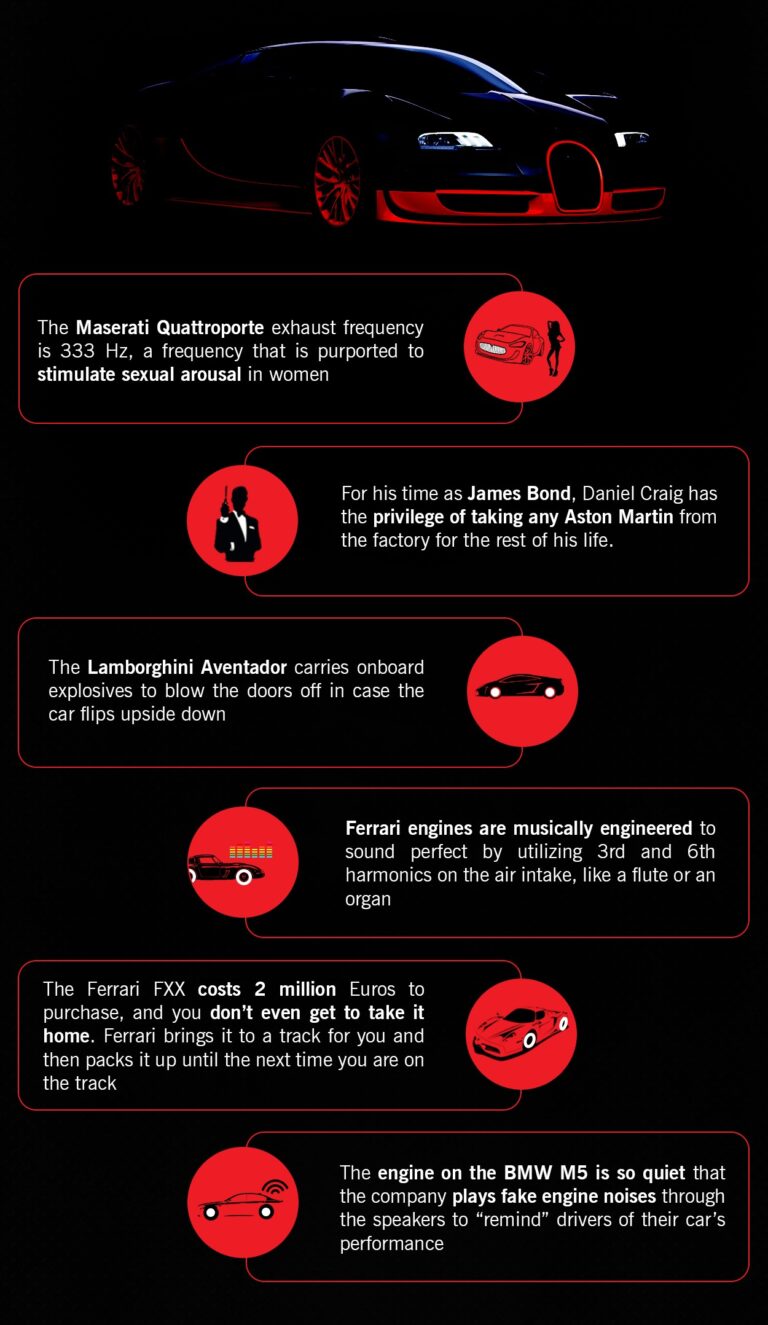 The Maserati Quattroporte exhaust frequency
is 333 Hz, a frequency that is purported to
stimulate sexual arousal in women
For his time as James Bond, Daniel Craig has
the privilege of taking any Aston Martin from
the factory for the rest of his life.
The Lamborghini Aventador carries onboard
explosives to blow the doors off in case the
car flips upside down
Ferrari engines are musically engineered to
sound perfect by utilizing 3rd and 6th
harmonics on the air intake, like a flute or an
organ
The Ferrari FXX costs 2 million Euros to
purchase, and you don’t even get to take it
home. Ferrari brings it to a track for you and
then packs it up until the next time you are on
the track
The engine on the BMW M5 is so quiet that
the company plays fake engine noises through
the speakers to “remind” drivers of their car’s
performance